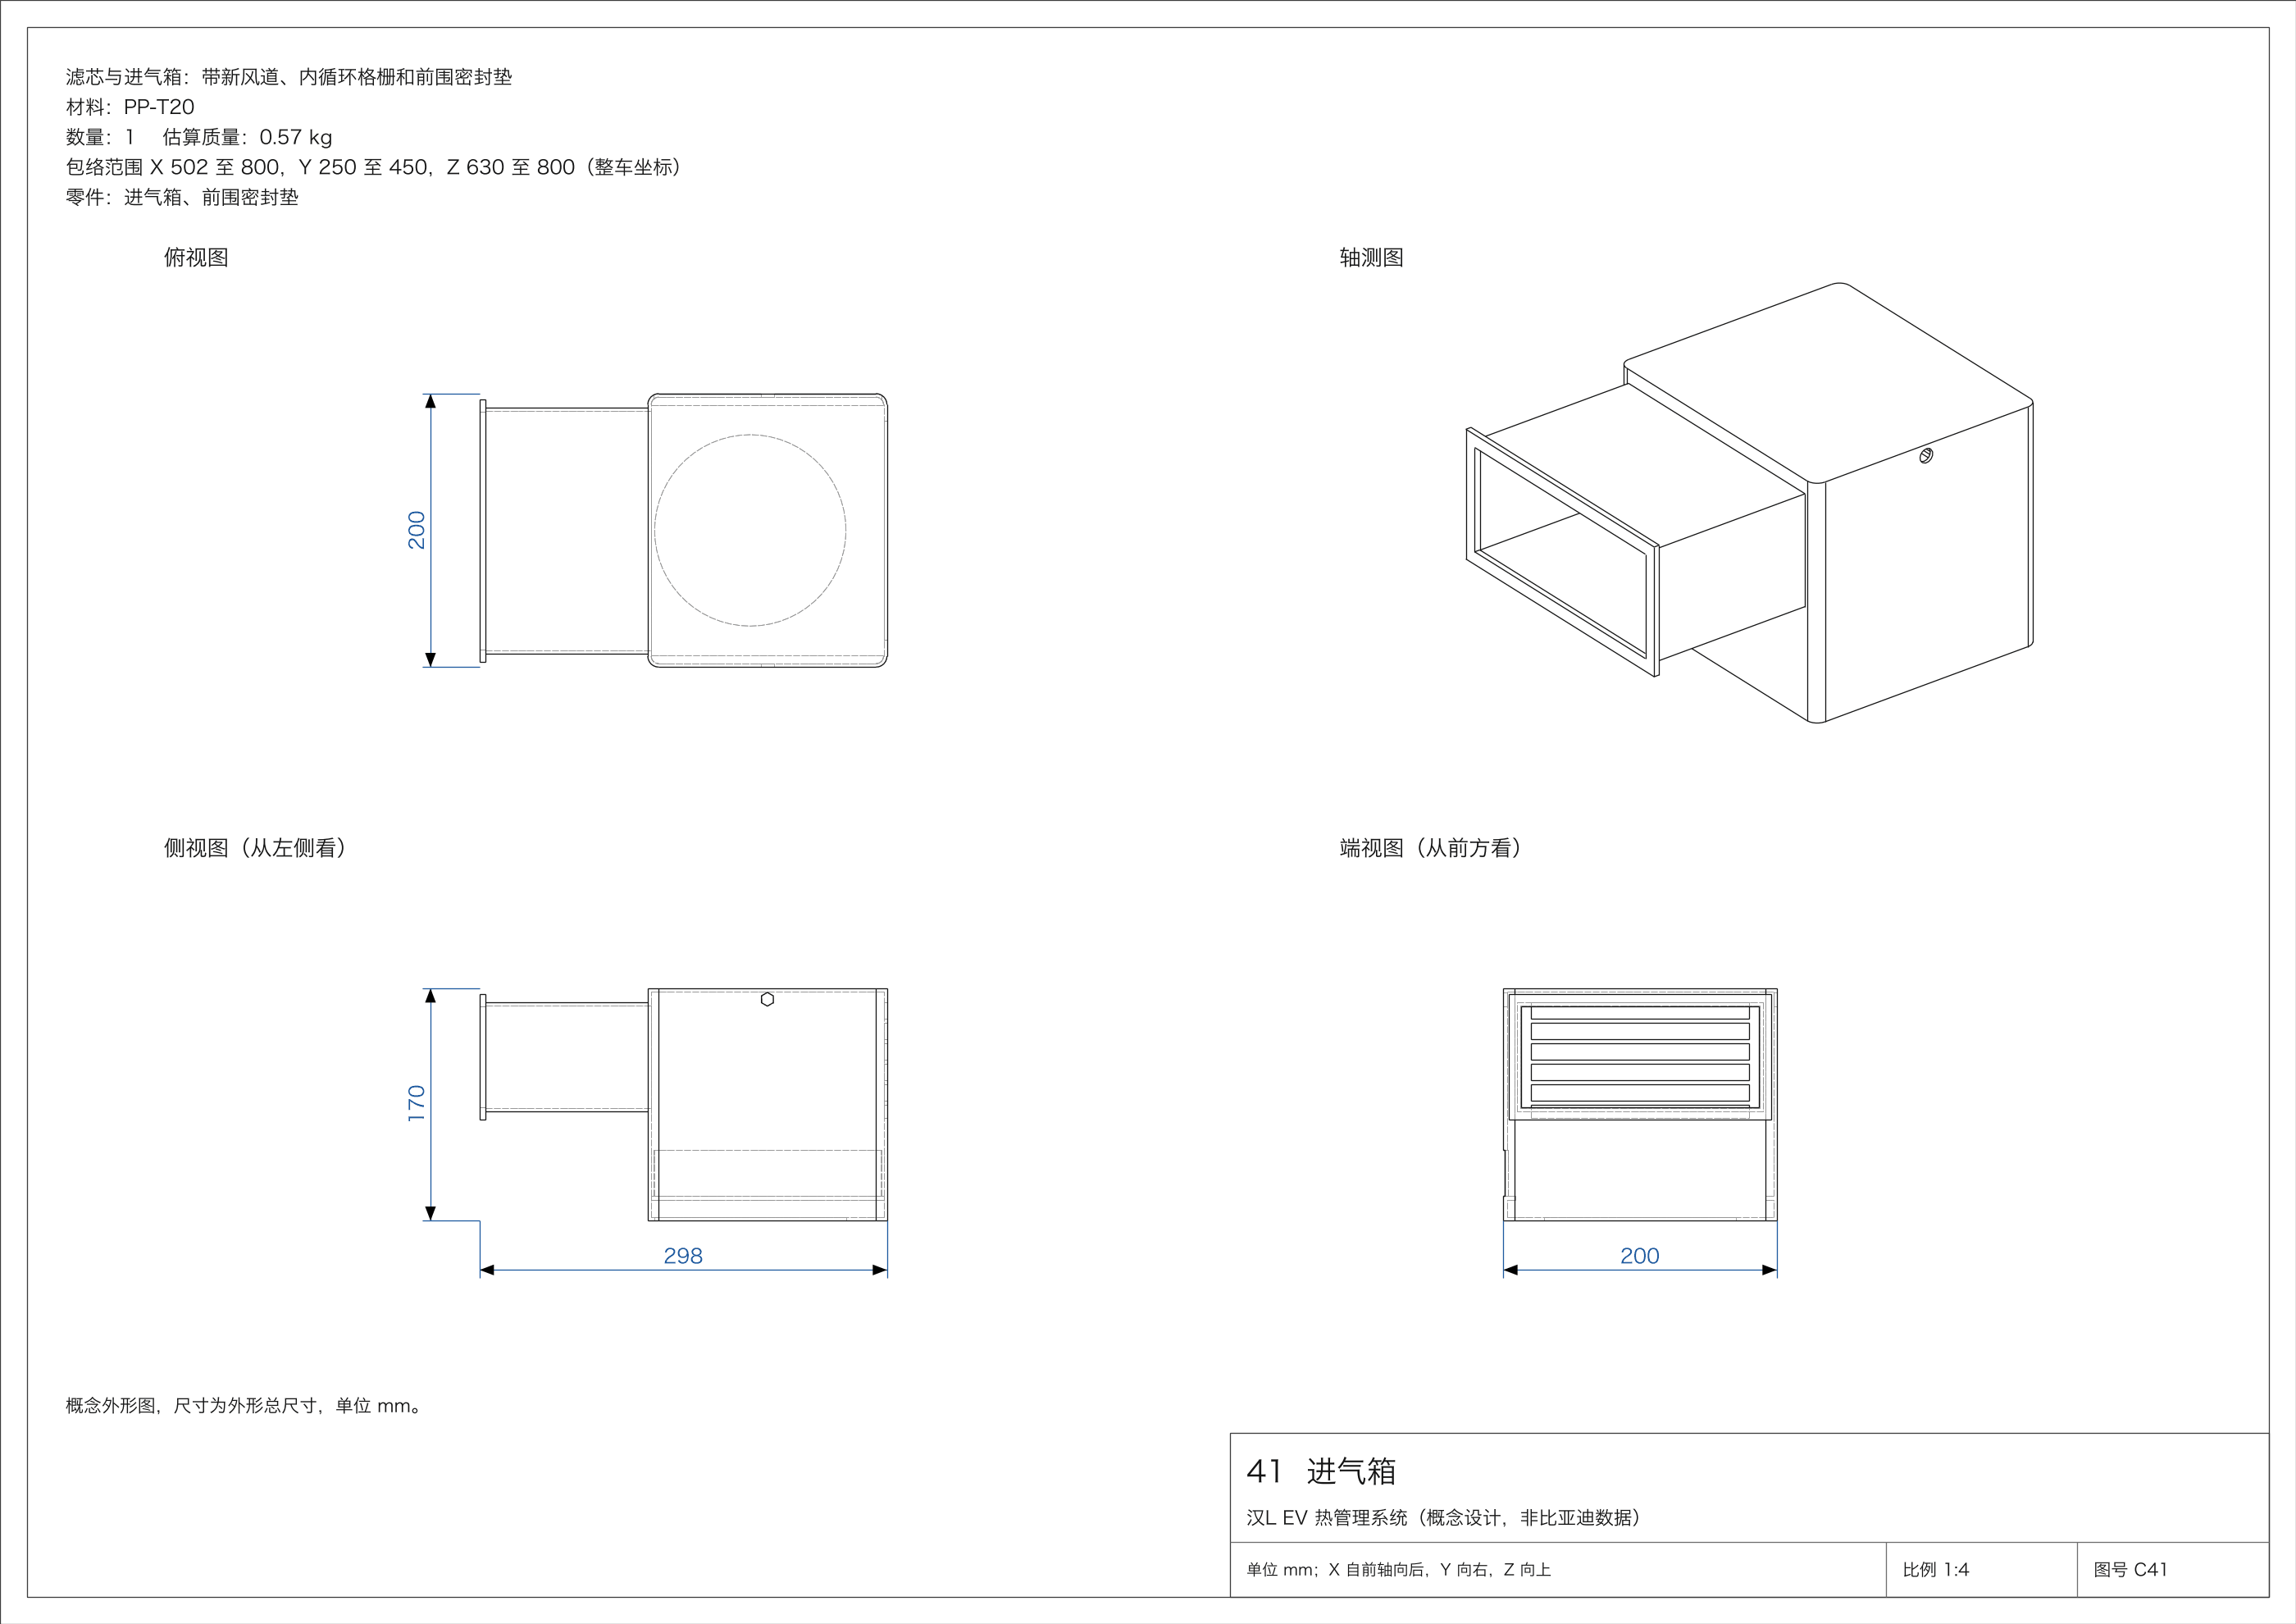 滤芯与进气箱：带新风道、内循环格栅和前围密封垫
材料：PP-T20
数量：1 估算质量：0.57 kg
包络范围 X 502 至 800，Y 250 至 450，Z 630 至 800（整车坐标）
零件：进气箱、前围密封垫
俯视图
轴测图
200
侧视图（从左侧看）
端视图（从前方看）
170
298
200
概念外形图，尺寸为外形总尺寸，单位 mm。
41 进气箱
汉L EV 热管理系统（概念设计，非比亚迪数据）
单位 mm；X 自前轴向后，Y 向右，Z 向上
比例 1:4
图号 C41